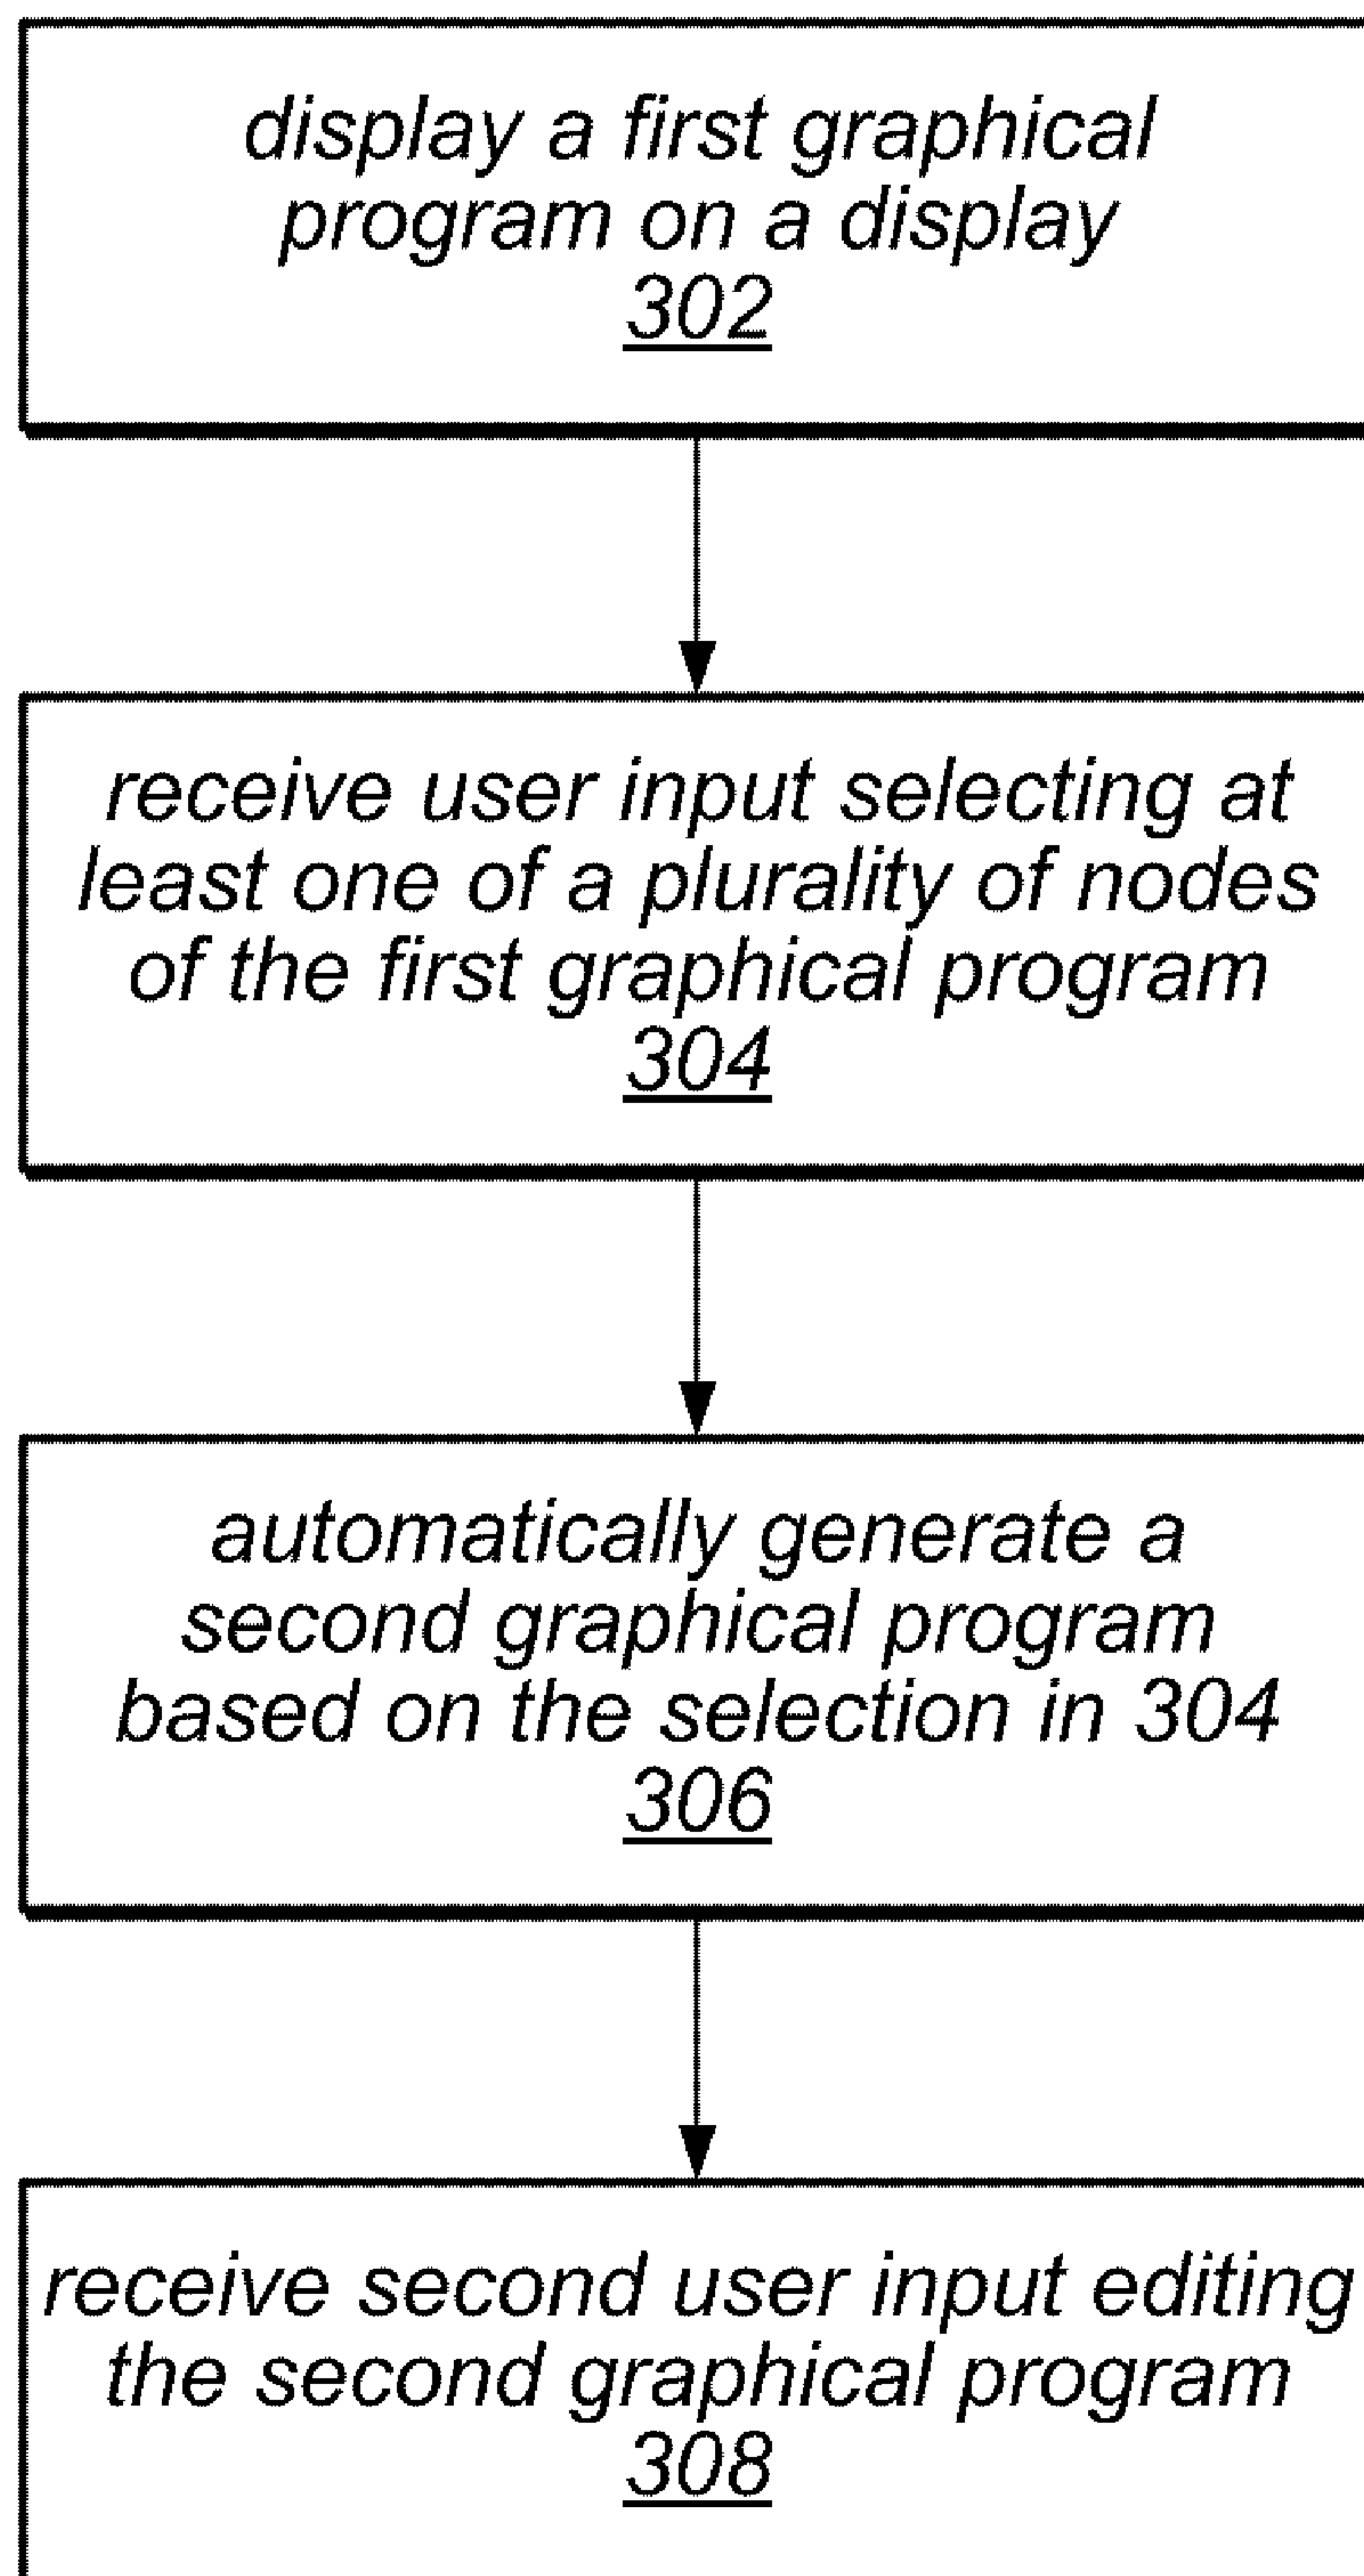 display a first graphical
program on a display
302
receive user input selecting at
least one of a plurality of nodes
of the first graphical program
304
automatically generate a
second graphical program
based on the selection in 304
306
receive second user input editing
the second graphical program
308